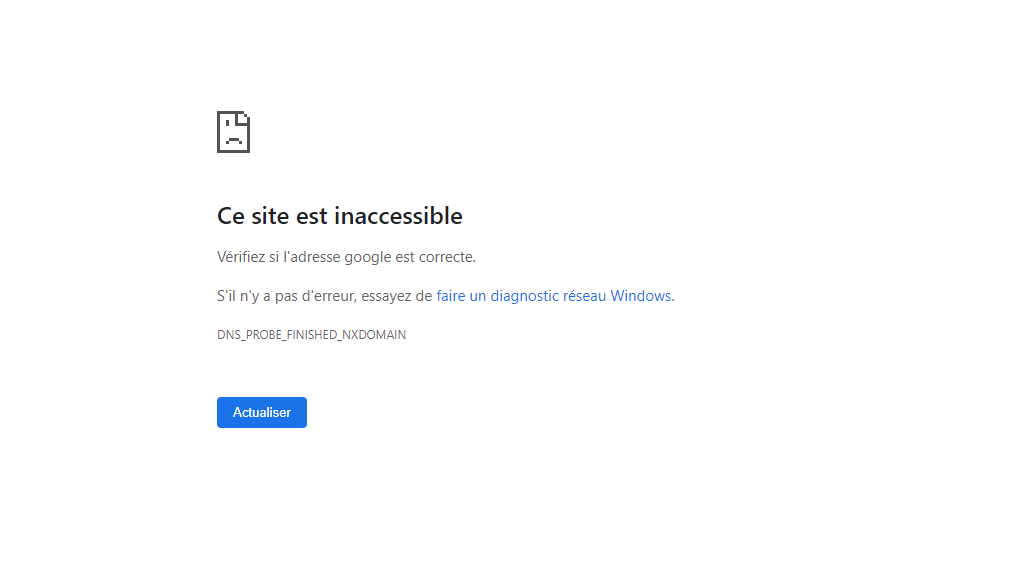 Ce site est inaccessible
Vérifiez si l'adresse google est correcte.
S'il n'y a pas d'erreur, essayez de faire un diagnostic réseau Windows.
DNS_PROBE_FINISHED_NXDOMAIN
Actualiser